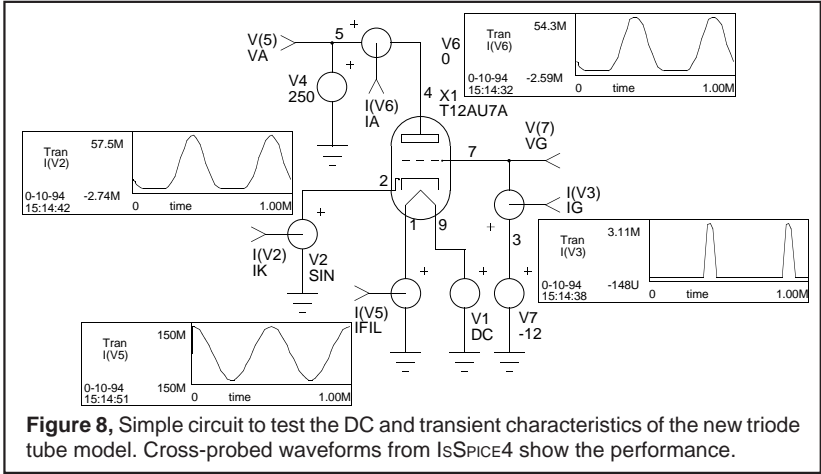 V(5)
VA
5
+
V4
250
+
I(V6)
IA
V6
0
4
X1
T12AU7A
Tran
I(V6)
54.3M
-2.59M
0-10-94
15:14:32
0
time
1.00M
Tran
I(V2)
57.5M
-2.74M
0-10-94
15:14:42
0
time
1.00M
7
V(7)
VG
2
1
9
I(V3)
IG
+
3
I(V2)
IK
+
V2
SIN
Tran
I(V3)
3.11M
-148U
0-10-94
15:14:38
0
time
1.00M
I(V5)
IFIL
+
+
V1
DC
+
V7
-12
Tran
I(V5)
150M
150M
0-10-94
15:14:51
0
time
1.00M
Figure 8, Simple circuit to test the DC and transient characteristics of the new triode
tube model. Cross-probed waveforms from ISSPICE4 show the performance.